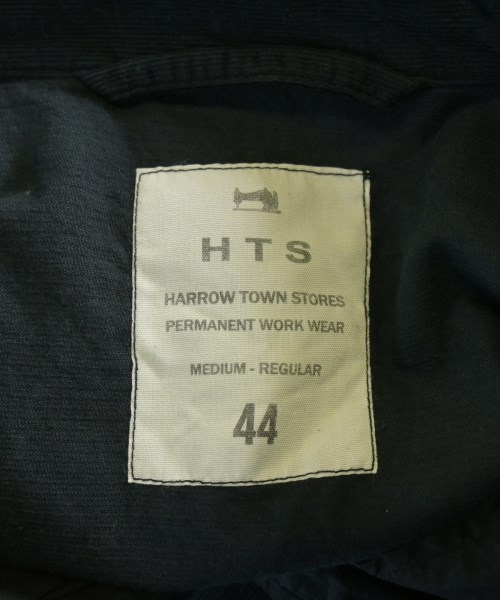 HTS
HARROW TOWN STORES
PERMANENT WORK WEAR
MEDIUM - REGULAR
44